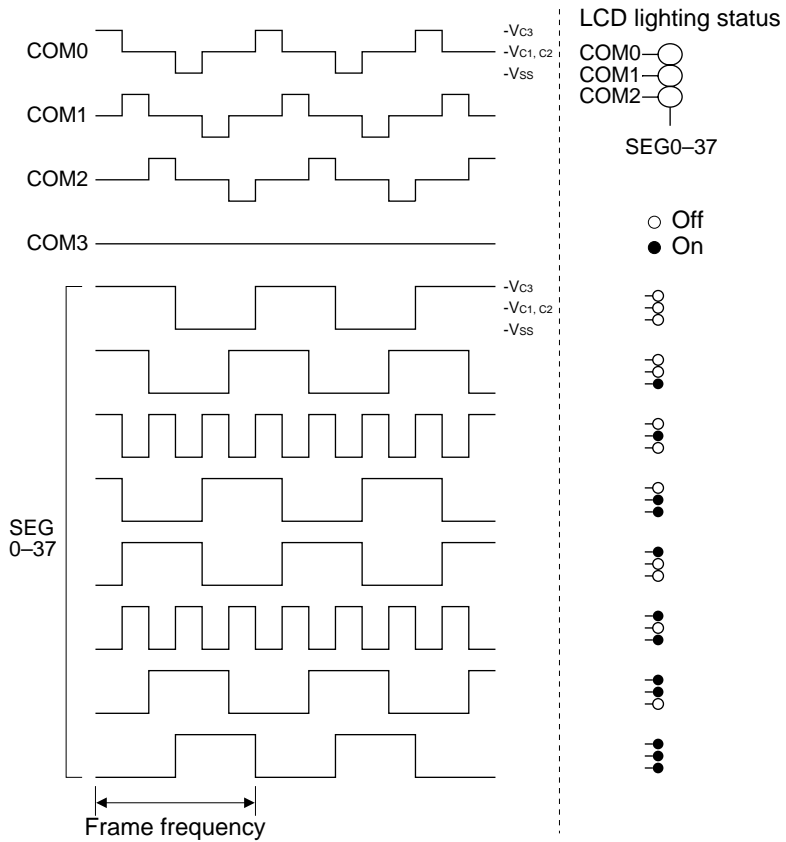 LCD lighting status
-VC3
COM0
-VC1, C2
-VSS
COM0
COM1
COM2
SEG0–37
COM1
COM2
Off
On
COM3
-VC3
-VC1, C2
-VSS
SEG
0–37
Frame frequency